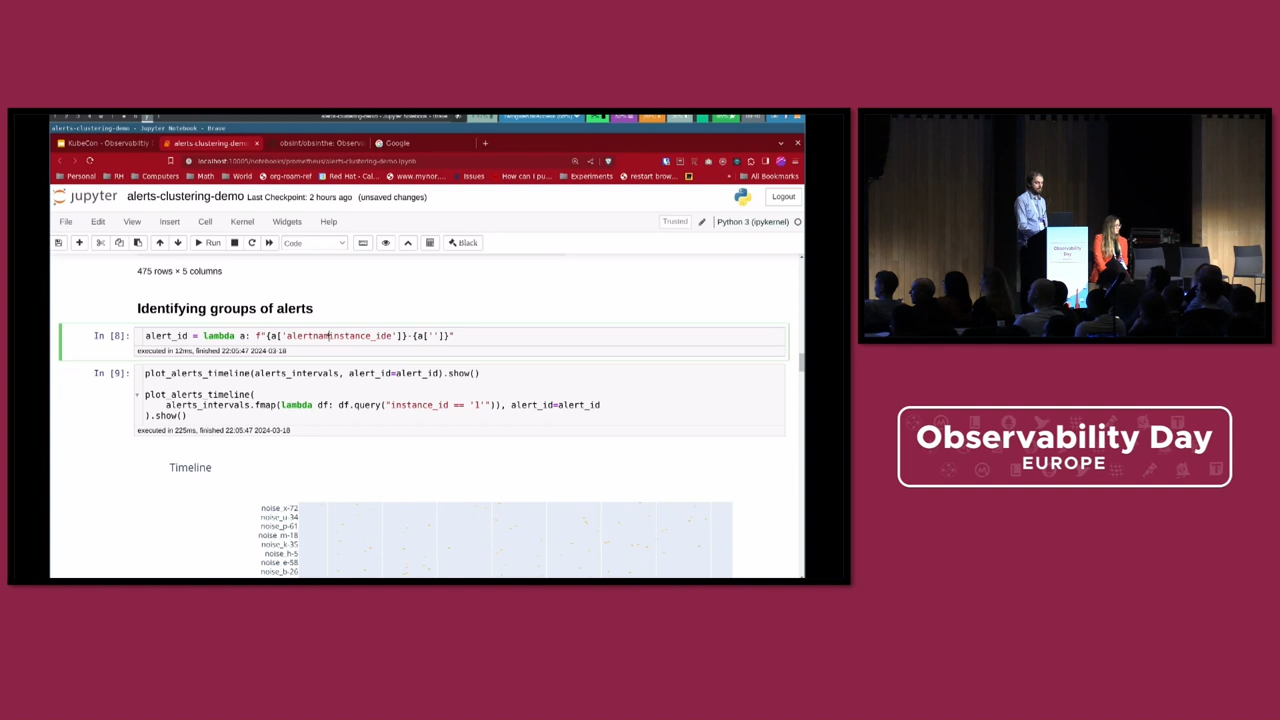 alerts-clustering-demo - Jupyter Notebook - Brave
KubeCon - Observabilty
alerts-clustering-demo
obsint/obsinthe: Observa
Google
localhost:10005/notebooks/prometheus/alerts-clustering-demo.ipynb
Personal RH Computers Math World org-roam-ref Red Hat - Cal... www.mynor... Issues How can I pu... Experiments restart brow... All Bookmarks
jupyter alerts-clustering-demo Last Checkpoint: 2 hours ago (unsaved changes) Logout
File Edit View Insert Cell Kernel Widgets Help Trusted Python 3 (ipykernel)
Run Code Black
475 rows × 5 columns
Identifying groups of alerts
In [8]: alert_id = lambda a: f"{a['alertnaminstance_ide']}-{a['']}"
executed in 12ms, finished 22:05:47 2024-03-18
In [9]: plot_alerts_timeline(alerts_intervals, alert_id=alert_id).show()
plot_alerts_timeline(
alerts_intervals.fmap(lambda df: df.query("instance_id == '1'")), alert_id=alert_id
).show()
executed in 225ms, finished 22:05:47 2024-03-18
Timeline
noise_x-72
noise_u-34
noise_p-61
noise_m-18
noise_k-35
noise_h-5
noise_e-58
noise_b-26
Observability
Day
Observability Day
EUROPE